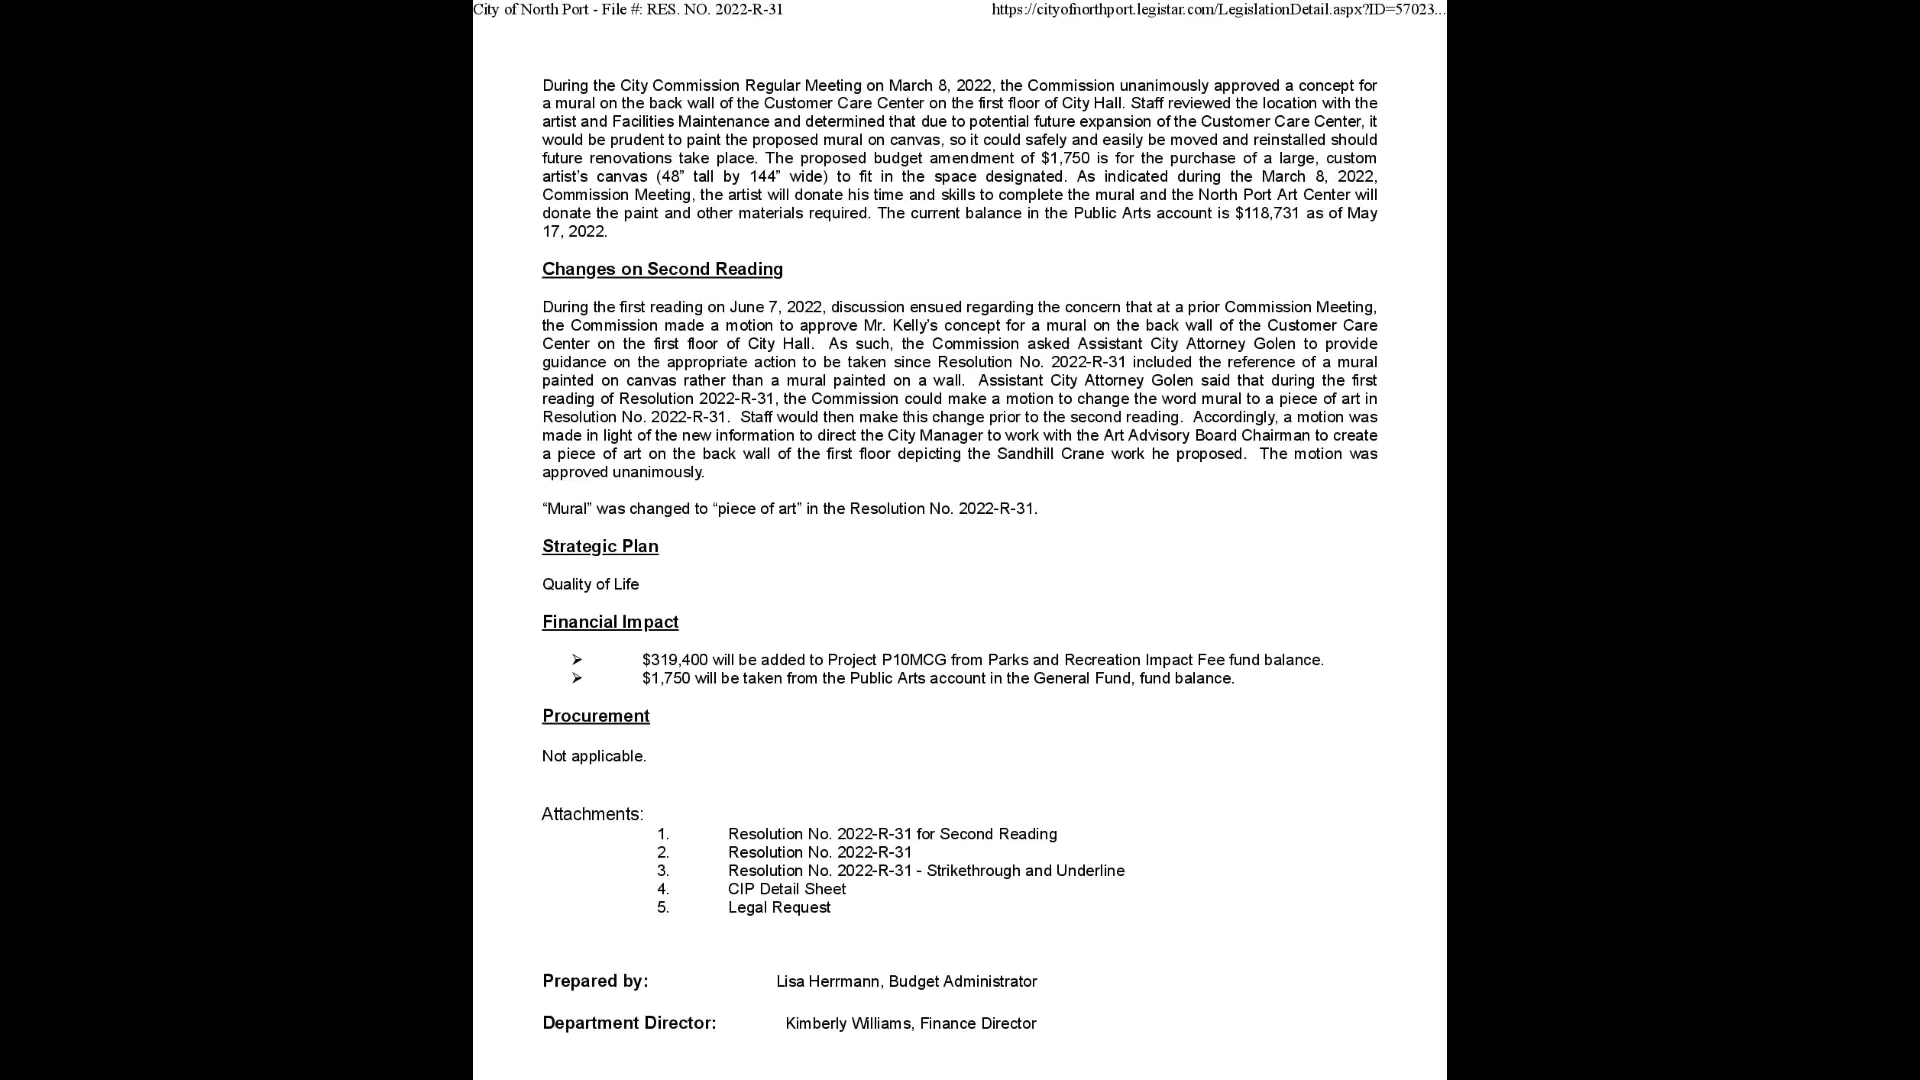 City of North Port - File #: RES. NO. 2022-R-31
https://cityofnorthport.legistar.com/LegislationDetail.aspx?ID=57023...
During the City Commission Regular Meeting on March 8, 2022, the Commission unanimously approved a concept for
a mural on the back wall of the Customer Care Center on the first floor of City Hall. Staff reviewed the location with the
artist and Facilities Maintenance and determined that due to potential future expansion of the Customer Care Center, it
would be prudent to paint the proposed mural on canvas, so it could safely and easily be moved and reinstalled should
future renovations take place. The proposed budget amendment of $1,750 is for the purchase of a large, custom
artist’s canvas (48” tall by 144” wide) to fit in the space designated. As indicated during the March 8, 2022,
Commission Meeting, the artist will donate his time and skills to complete the mural and the North Port Art Center will
donate the paint and other materials required. The current balance in the Public Arts account is $118,731 as of May
17, 2022.
Changes on Second Reading
During the first reading on June 7, 2022, discussion ensued regarding the concern that at a prior Commission Meeting,
the Commission made a motion to approve Mr. Kelly’s concept for a mural on the back wall of the Customer Care
Center on the first floor of City Hall. As such, the Commission asked Assistant City Attorney Golen to provide
guidance on the appropriate action to be taken since Resolution No. 2022-R-31 included the reference of a mural
painted on canvas rather than a mural painted on a wall. Assistant City Attorney Golen said that during the first
reading of Resolution 2022-R-31, the Commission could make a motion to change the word mural to a piece of art in
Resolution No. 2022-R-31. Staff would then make this change prior to the second reading. Accordingly, a motion was
made in light of the new information to direct the City Manager to work with the Art Advisory Board Chairman to create
a piece of art on the back wall of the first floor depicting the Sandhill Crane work he proposed. The motion was
approved unanimously.
“Mural” was changed to “piece of art” in the Resolution No. 2022-R-31.
Strategic Plan
Quality of Life
Financial Impact
➢ $319,400 will be added to Project P10MCG from Parks and Recreation Impact Fee fund balance.
➢ $1,750 will be taken from the Public Arts account in the General Fund, fund balance.
Procurement
Not applicable.
Attachments:
1. Resolution No. 2022-R-31 for Second Reading
2. Resolution No. 2022-R-31
3. Resolution No. 2022-R-31 - Strikethrough and Underline
4. CIP Detail Sheet
5. Legal Request
Prepared by: Lisa Herrmann, Budget Administrator
Department Director: Kimberly Williams, Finance Director